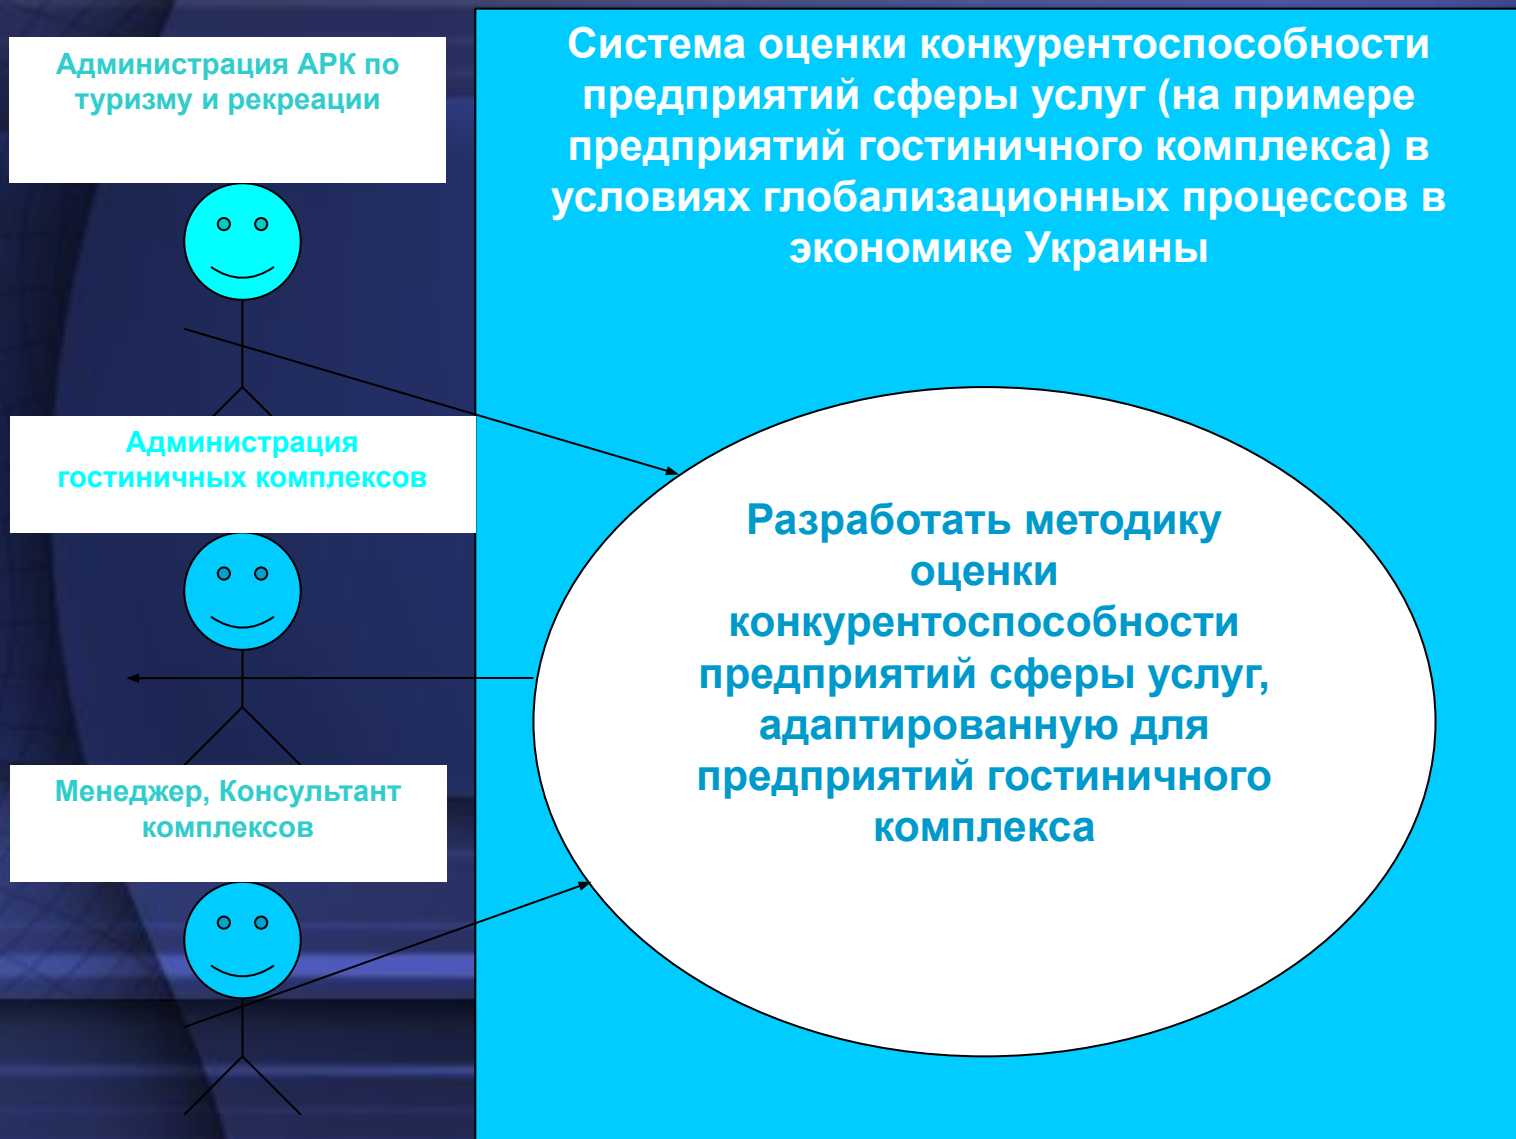 Администрация АРК по
туризму и рекреации
Система оценки конкурентоспособности
предприятий сферы услуг (на примере
предприятий гостиничного комплекса) в
условиях глобализационных процессов в
экономике Украины
Администрация
гостиничных комплексов
Разработать методику
оценки
конкурентоспособности
предприятий сферы услуг,
адаптированную для
предприятий гостиничного
комплекса
Менеджер, Консультант
комплексов